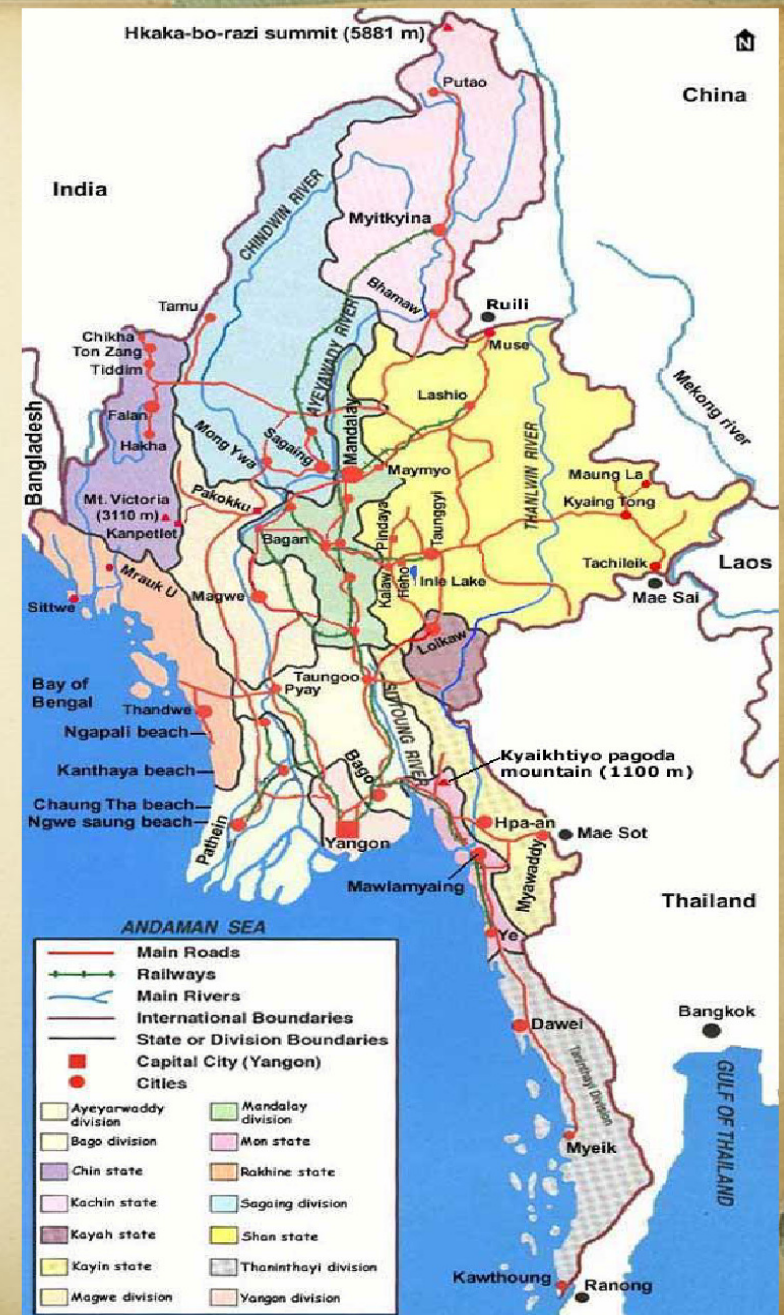 Hkaka-bo-razi summit (5881 m)
N
Putao
China
India
CHINDWIN RIVER
Myitkyina
Bhamaw
Ruili
Tamu
Muse
Chikha
Ton Zang
Tiddim
AYEYAWADY RIVER
Lashio
Mekong river
Falan
Hakha
Bangladesh
Mong Ywa
Sagaing
Mandalay
Maymyo
THANLWIN RIVER
Maung La
Kyaing Tong
Mt. Victoria
(3110 m)
Kanpetlet
Pakokku
Bagan
Pindaya
Taunggyi
Kalaw
Heho
Inle Lake
Tachileik
Laos
Mae Sai
Mrauk U
Magwe
Sittwe
Loikaw
Bay of
Bengal
Taungoo
Pyay
Thandwe
Ngapali beach
SITTOUNG RIVER
Kyaikhtiyo pagoda
mountain (1100 m)
Kanthaya beach
Bago
Chaung Tha beach
Ngwe saung beach
Pathein
Yangon
Hpa-an
Mae Sot
Myawaddy
Mawlamyaing
Thailand
ANDAMAN SEA
Ye
Main Roads
Railways
Main Rivers
International Boundaries
State or Division Boundaries
Capital City (Yangon)
Cities
Ayeyarwaddy
division
Mandalay
division
Bago division
Mon state
Chin state
Rakhine state
Kachin state
Sagaing division
Kayah state
Shan state
Kayin state
Thaninthayi division
Magwe division
Yangon division
Dawei
Bangkok
Taninthayi Division
GULF OF THAILAND
Myeik
Kawthoung
Ranong